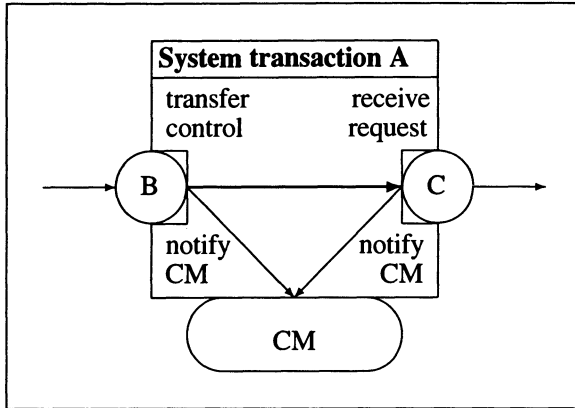 System transaction A
transfer receive
control request
B C
notify notify
CM CM
CM